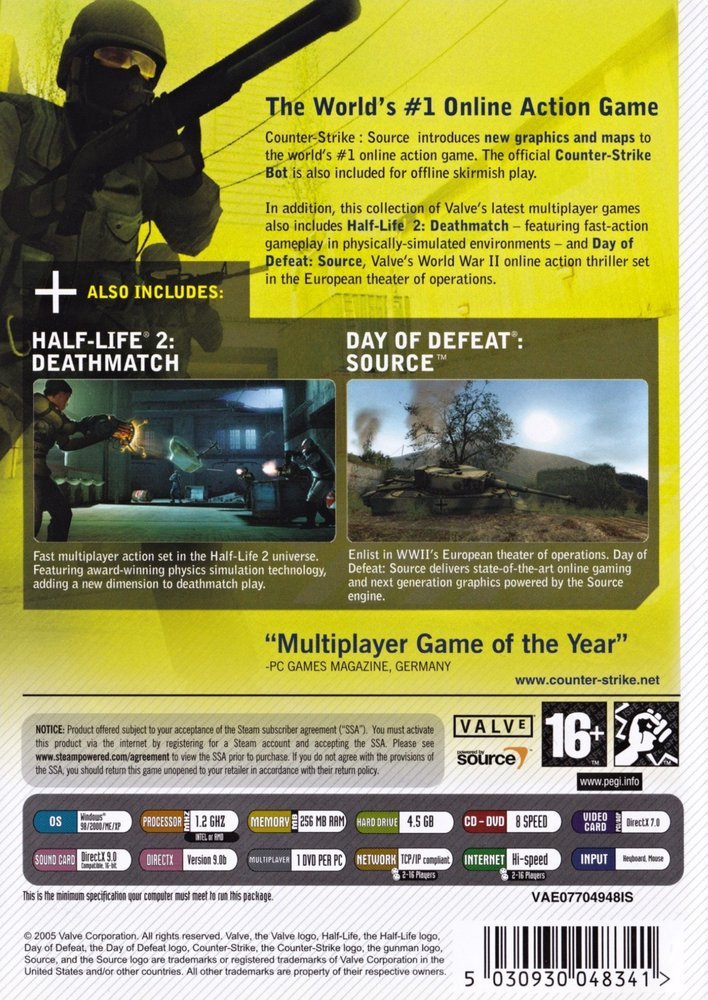 The World's #1 Online Action Game
Counter-Strike : Source introduces new graphics and maps to
the world's #1 online action game. The official Counter-Strike
Bot is also included for offline skirmish play.
In addition, this collection of Valve's latest multiplayer games
also includes Half-Life 2: Deathmatch – featuring fast-action
gameplay in physically-simulated environments – and Day of
Defeat: Source, Valve's World War II online action thriller set
in the European theater of operations.
+ ALSO INCLUDES:
HALF-LIFE® 2:
DEATHMATCH
Fast multiplayer action set in the Half-Life 2 universe.
Featuring award-winning physics simulation technology,
adding a new dimension to deathmatch play.
DAY OF DEFEAT®:
SOURCE™
Enlist in WWII's European theater of operations. Day of
Defeat: Source delivers state-of-the-art online gaming
and next generation graphics powered by the Source
engine.
“Multiplayer Game of the Year”
-PC GAMES MAGAZINE, GERMANY
www.counter-strike.net
NOTICE: Product offered subject to your acceptance of the Steam subscriber agreement ("SSA"). You must activate
this product via the internet by registering for a Steam account and accepting the SSA. Please see
www.steampowered.com/agreement to view the SSA prior to purchase. If you do not agree with the provisions of
the SSA, you should return this game unopened to your retailer in accordance with their return policy.
VALVE
powered by
source
16+
www.pegi.info
OS Windows® 98/2000/ME/XP
PROCESSOR MHZ 1.2 GHZ INTEL or AMD
MEMORY RAM 256 MB RAM
HARD DRIVE 4.5 GB
CD-DVD 8 SPEED
VIDEO CARD DirectX 7.0
SOUND CARD DirectX 9.0 Compatible, 16-bit
DIRECTX Version 9.0b
MULTIPLAYER 1 DVD PER PC
NETWORK TCP/IP compliant 2-16 Players
INTERNET Hi-speed 2-16 Players
INPUT Keyboard, Mouse
This is the minimum specification your computer must meet to run this package.
VAE07704948IS
© 2005 Valve Corporation. All rights reserved. Valve, the Valve logo, Half-Life, the Half-Life logo,
Day of Defeat, the Day of Defeat logo, Counter-Strike, the Counter-Strike logo, the gunman logo,
Source, and the Source logo are trademarks or registered trademarks of Valve Corporation in the
United States and/or other countries. All other trademarks are property of their respective owners.
5 030930 048341 >